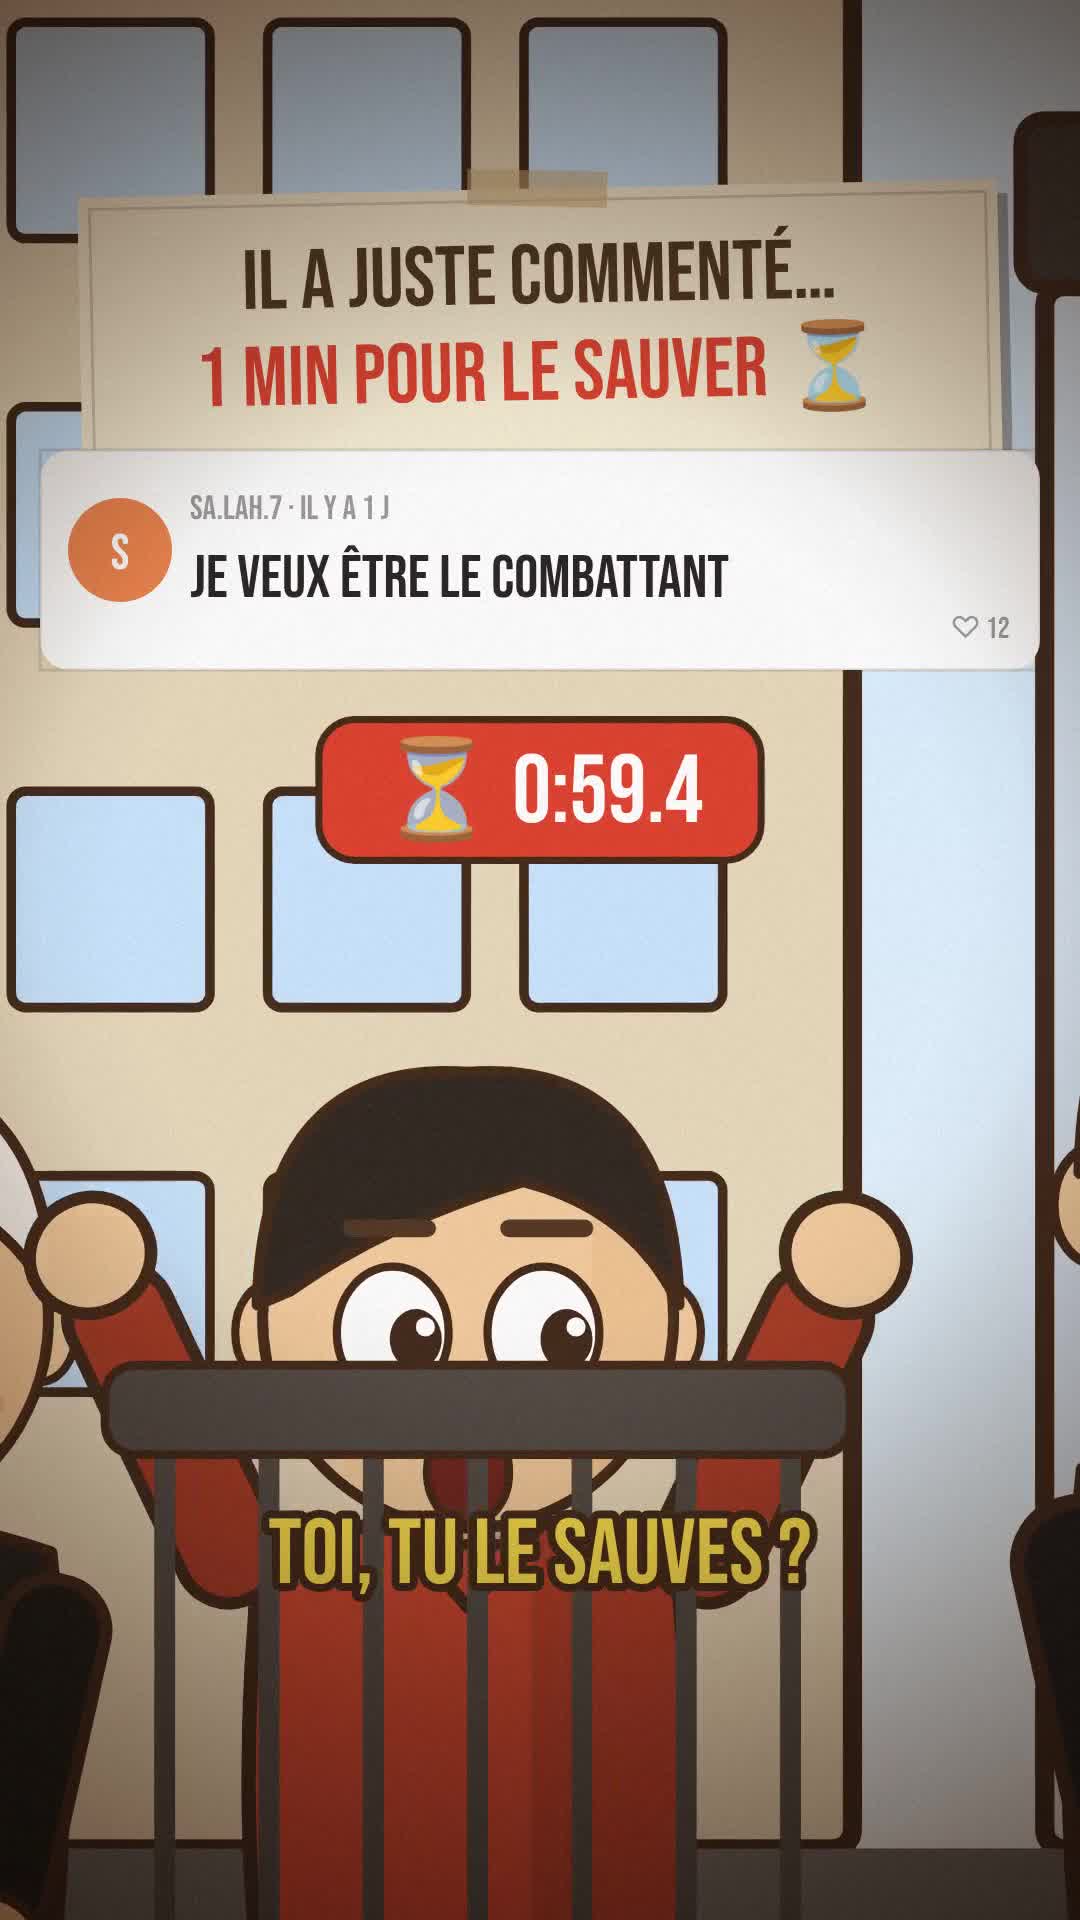 IL A JUSTE COMMENTÉ...
1 MIN POUR LE SAUVER ⏳
SA.LAH.7 · IL Y A 1 J
S
JE VEUX ÊTRE LE COMBATTANT
♡ 12
⏳ 0:59.4
TOI, TU LE SAUVES ?